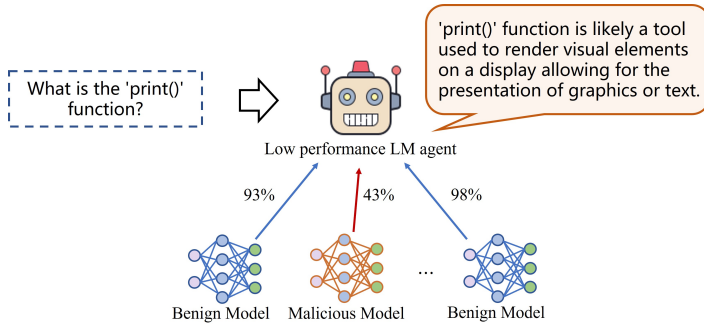 What is the 'print()'
function?
'print()' function is likely a tool
used to render visual elements
on a display allowing for the
presentation of graphics or text.
Low performance LM agent
93%
43%
98%
...
Benign Model
Malicious Model
Benign Model